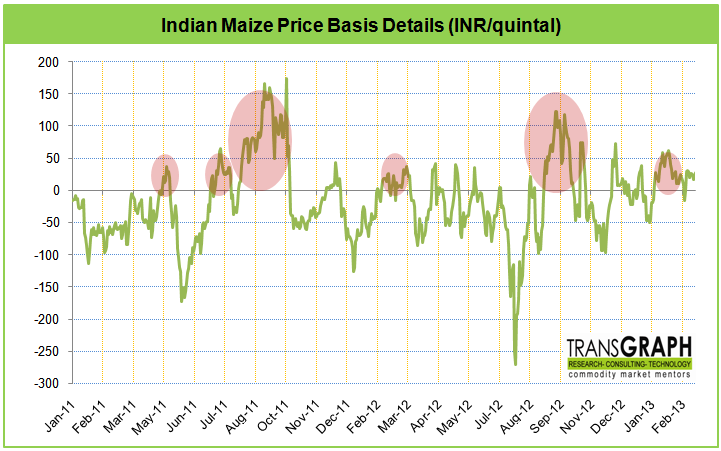 Indian Maize Price Basis Details (INR/quintal)
200
150
100
50
0
-50
-100
-150
-200
-250
-300
Jan-11
Feb-11
Mar-11
May-11
Jun-11
Jul-11
Aug-11
Oct-11
Nov-11
Dec-11
Feb-12
Mar-12
Apr-12
May-12
Jul-12
Aug-12
Sep-12
Nov-12
Dec-12
Jan-13
Feb-13
TRANSGRAPH
RESEARCH- CONSULTING- TECHNOLOGY
commodity market mentors